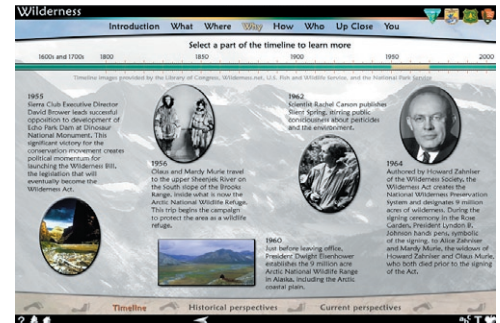 Wilderness
Introduction What Where Why How Who Up Close You
Select a part of the timeline to learn more
1600s and 1700s 1800 1850 1900 1950 2000
Timeline images provided by the Library of Congress, Wilderness.net, U.S. Fish and Wildlife Service, and the National Park Service
1955
Sierra Club Executive Director
David Brower leads successful
opposition to development of
Echo Park Dam at Dinosaur
National Monument. This
significant victory for the
conservation movement creates
political momentum for
launching the Wilderness Bill,
the legislation that will
eventually become the
Wilderness Act.
1956
Olaus and Mardy Murie travel
to the upper Sheenjek River on
the South slope of the Brooks
Range, inside what is now the
Arctic National Wildlife Refuge.
This trip begins the campaign
to protect the area as a wildlife
refuge.
1960
Just before leaving office,
President Dwight Eisenhower
establishes the 9 million acre
Arctic National Wildlife Range
in Alaska, including the Arctic
coastal plain.
1962
Scientist Rachel Carson publishes
Silent Spring, stirring public
consciousness about pesticides
and the environment.
1964
Authored by Howard Zahniser
of the Wilderness Society, the
Wilderness Act creates the
National Wilderness Preservation
System and designates 9 million
acres of wilderness. During the
signing ceremony in the Rose
Garden, President Lyndon B.
Johnson hands pens, symbolic
of the signing, to Alice Zahniser
and Mardy Murie, the widows of
Howard Zahniser and Olaus Murie,
who both died prior to the signing
of the Act.
Timeline Historical perspectives Current perspectives